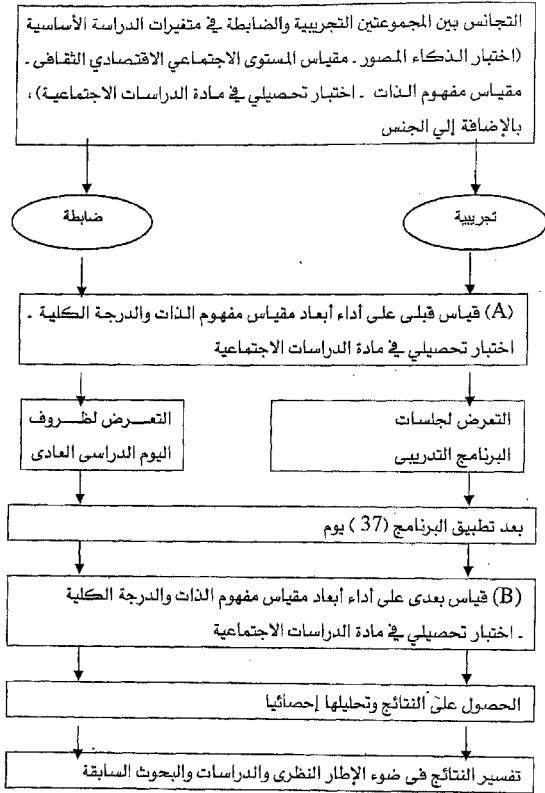 التجانس بين المجموعتين التجريبية والضابطة في متغيرات الدراسة الأساسية
(اختبار الذكاء المصور ـ مقياس المستوى الاجتماعي الاقتصادي الثقافى ـ
مقياس مفهوم الذات ـ اختبار تحصيلي في مادة الدراسات الاجتماعية)،
بالإضافة إلي الجنس
تجريبية
ضابطة
(A) قياس قبلى على أداء أبعاد مقياس مفهوم الذات والدرجة الكلية ـ
اختبار تحصيلي في مادة الدراسات الاجتماعية
التعرض لجلسات
البرنامج التدريبى
التعرض لظروف
اليوم الدراسى العادى
بعد تطبيق البرنامج (37) يوم
(B) قياس بعدى على أداء أبعاد مقياس مفهوم الذات والدرجة الكلية
ـ اختبار تحصيلي في مادة الدراسات الاجتماعية
الحصول على النتائج وتحليلها إحصائيا
تفسير النتائج فى ضوء الإطار النظرى والدراسات والبحوث السابقة